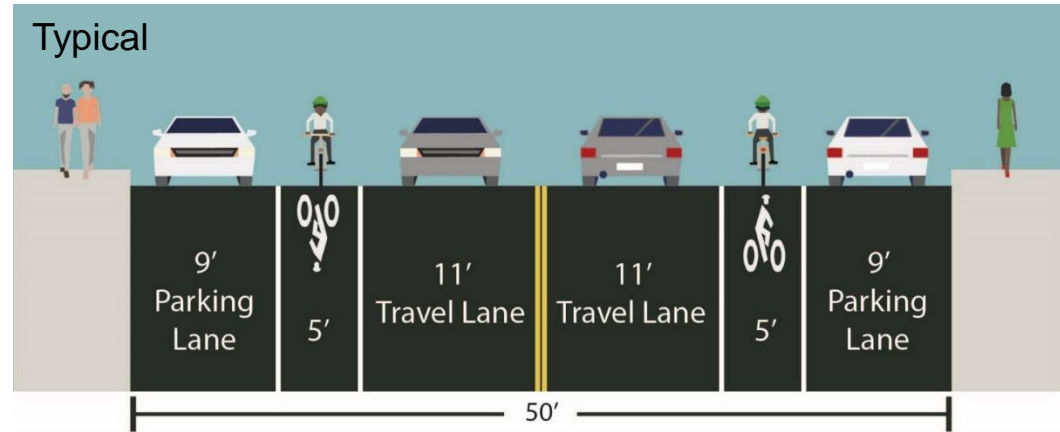 Typical
9’
Parking
Lane
5’
11’
Travel Lane
11’
Travel Lane
5’
9’
Parking
Lane
50’